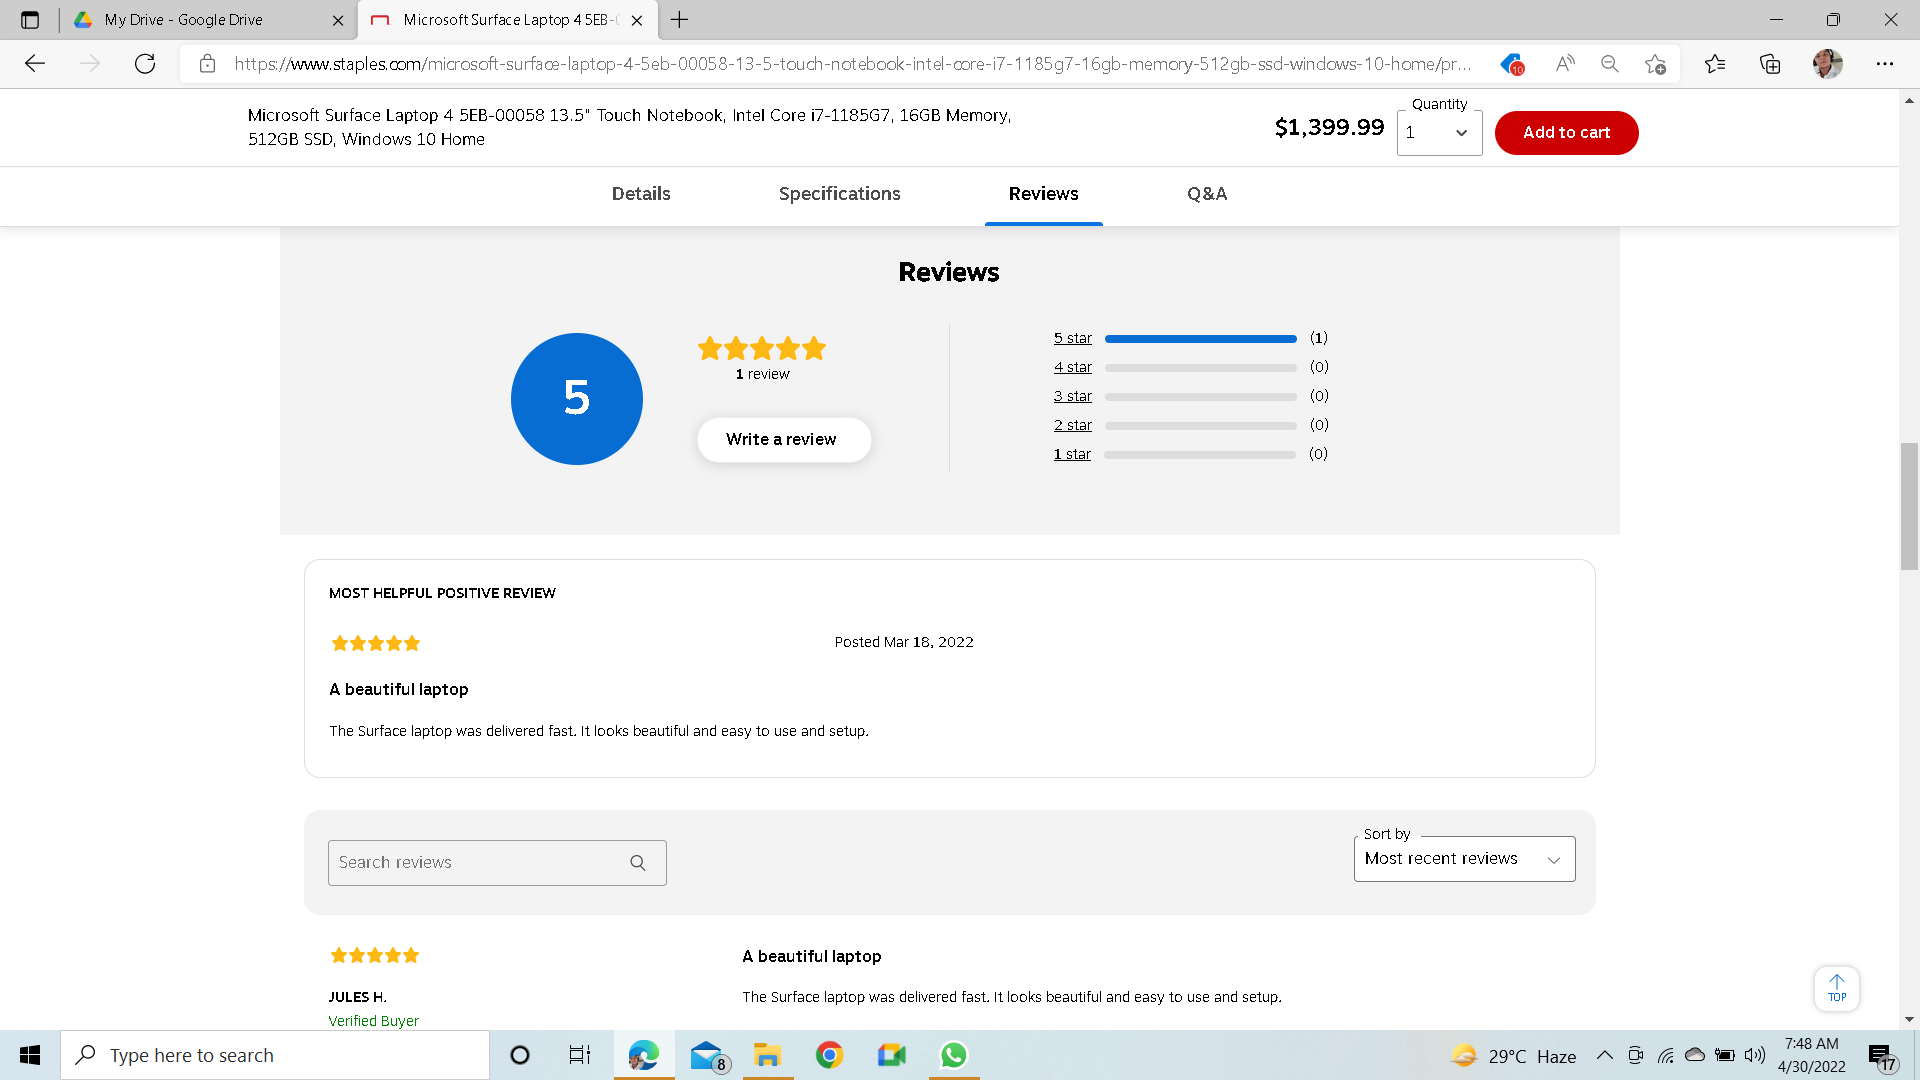 My Drive - Google Drive
Microsoft Surface Laptop 4 5EB-0
https://www.staples.com/microsoft-surface-laptop-4-5eb-00058-13-5-touch-notebook-intel-core-i7-1185g7-16gb-memory-512gb-ssd-windows-10-home/pr...
10
Microsoft Surface Laptop 4 5EB-00058 13.5" Touch Notebook, Intel Core i7-1185G7, 16GB Memory,
512GB SSD, Windows 10 Home
$1,399.99
Quantity
1
Add to cart
Details
Specifications
Reviews
Q&A
Reviews
5
1 review
Write a review
5 star (1)
4 star (0)
3 star (0)
2 star (0)
1 star (0)
MOST HELPFUL POSITIVE REVIEW
Posted Mar 18, 2022
A beautiful laptop
The Surface laptop was delivered fast. It looks beautiful and easy to use and setup.
Search reviews
Sort by
Most recent reviews
A beautiful laptop
JULES H.
The Surface laptop was delivered fast. It looks beautiful and easy to use and setup.
Verified Buyer
TOP
Type here to search
8
29°C Haze
7:48 AM
4/30/2022
17